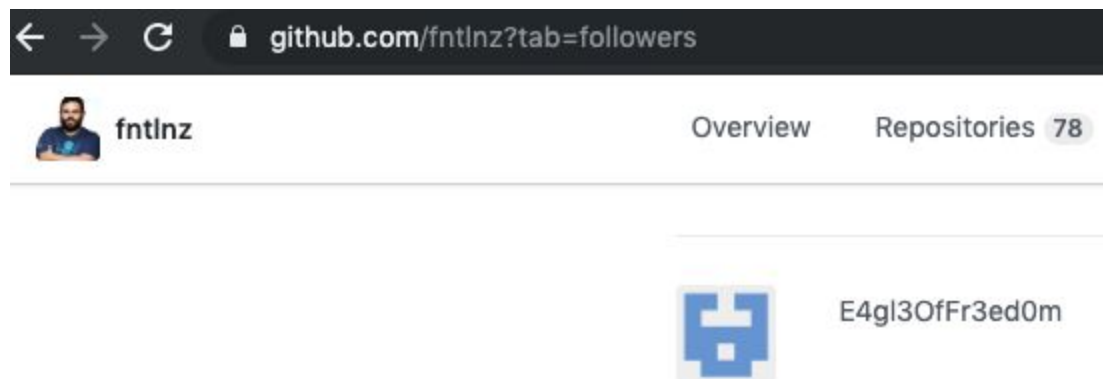 github.com/fntlnz?tab=followers
fntlnz Overview Repositories 78
E4gl3OfFr3ed0m